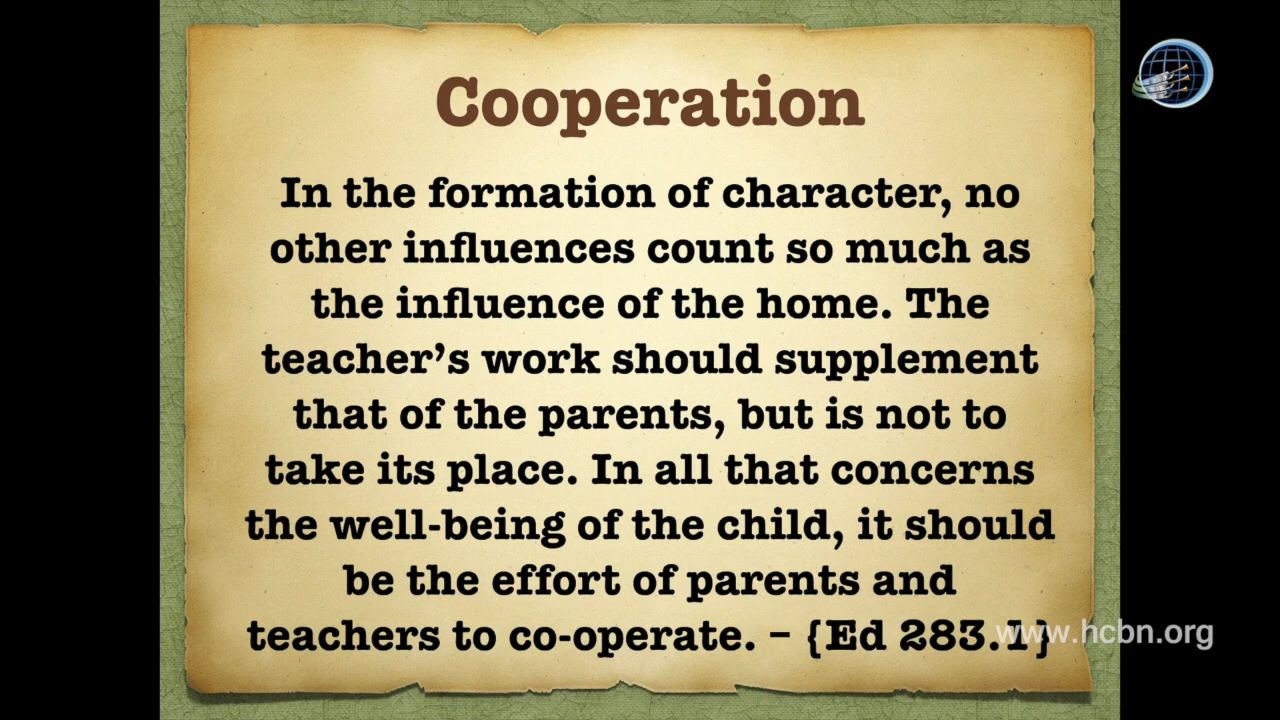 Cooperation
In the formation of character, no
other influences count so much as
the influence of the home. The
teacher’s work should supplement
that of the parents, but is not to
take its place. In all that concerns
the well-being of the child, it should
be the effort of parents and
teachers to co-operate. – {Ed 283.1}
www.hcbn.org